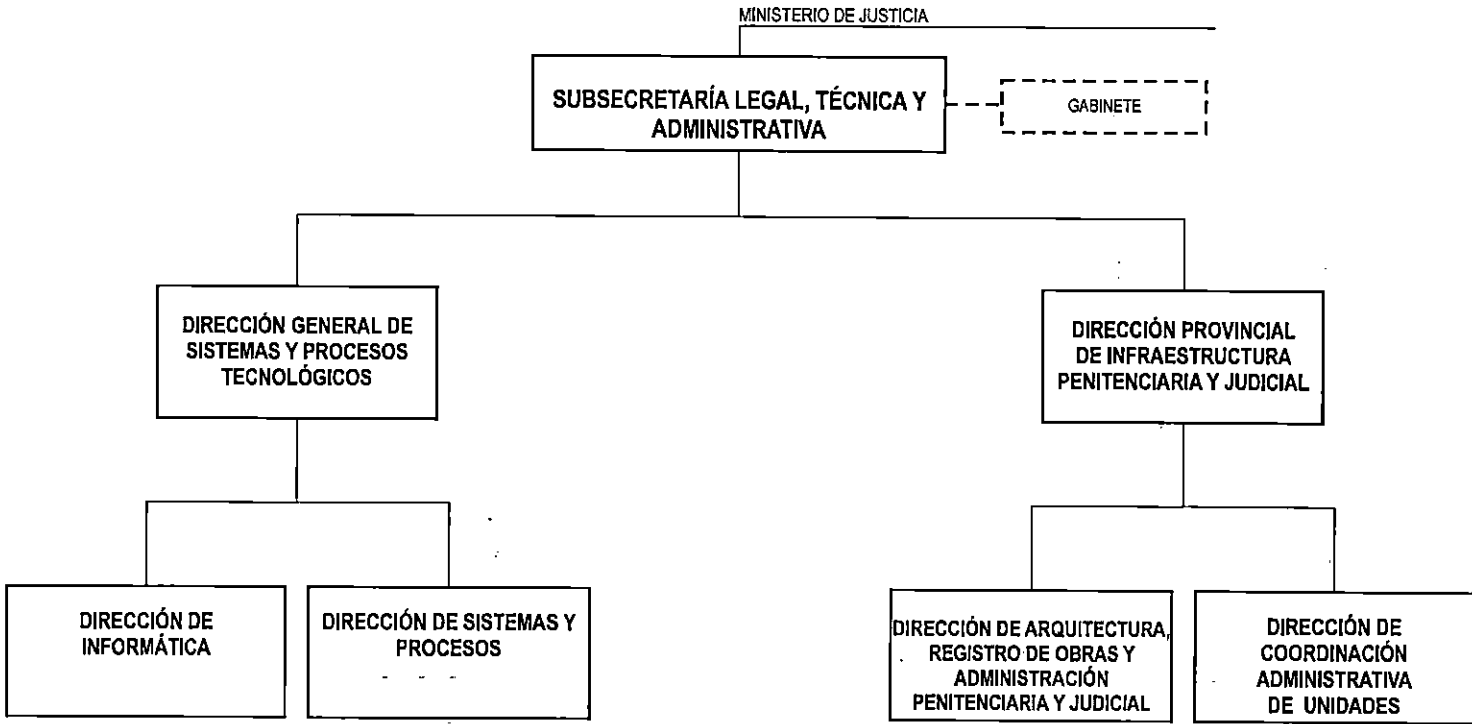 MINISTERIO DE JUSTICIA
SUBSECRETARÍA LEGAL, TÉCNICA Y
ADMINISTRATIVA
GABINETE
DIRECCIÓN GENERAL DE
SISTEMAS Y PROCESOS
TECNOLÓGICOS
DIRECCIÓN PROVINCIAL
DE INFRAESTRUCTURA
PENITENCIARIA Y JUDICIAL
DIRECCIÓN DE
INFORMÁTICA
DIRECCIÓN DE SISTEMAS Y
PROCESOS
DIRECCIÓN DE ARQUITECTURA,
REGISTRO DE OBRAS Y
ADMINISTRACIÓN
PENITENCIARIA Y JUDICIAL
DIRECCIÓN DE
COORDINACIÓN
ADMINISTRATIVA
DE UNIDADES